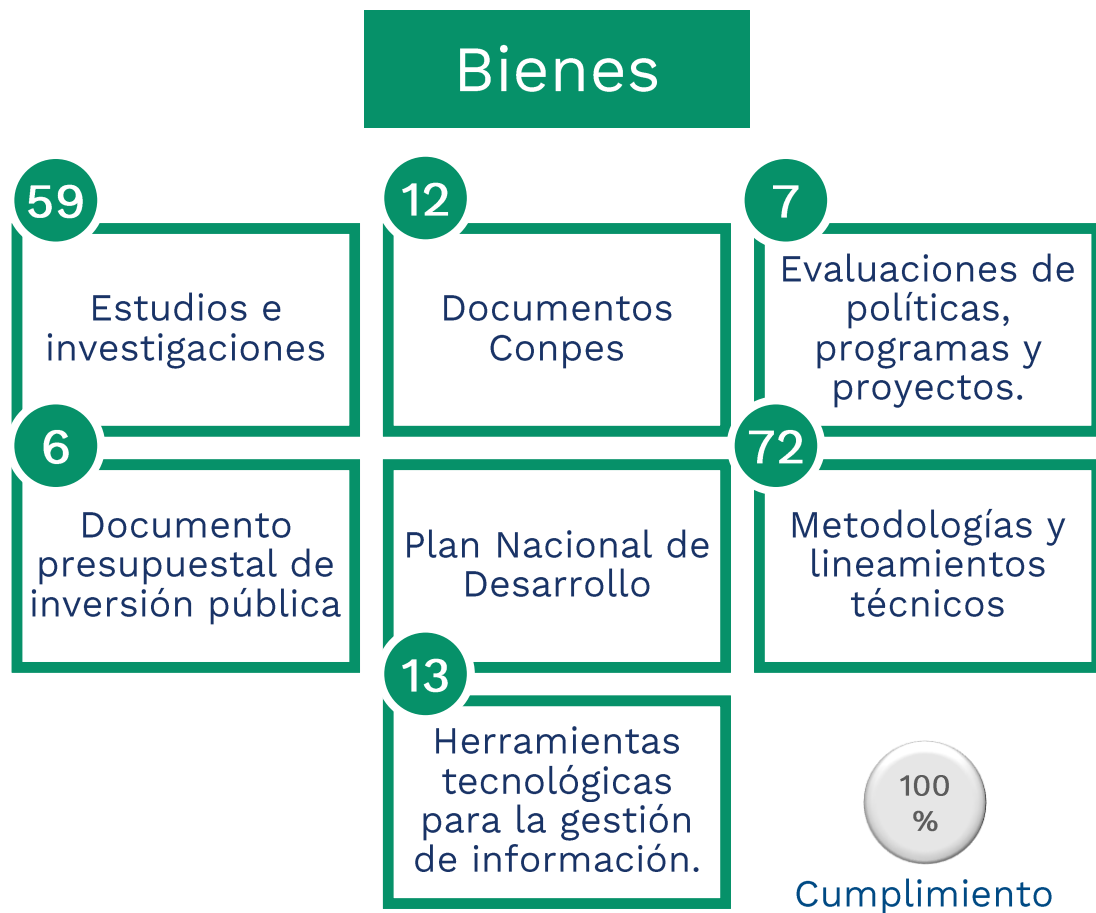 Bienes
59
Estudios e
investigaciones
12
Documentos
Conpes
7
Evaluaciones de
políticas,
programas y
proyectos.
6
Documento
presupuestal de
inversión pública
Plan Nacional de
Desarrollo
72
Metodologías y
lineamientos
técnicos
13
Herramientas
tecnológicas
para la gestión
de información.
100
%
Cumplimiento